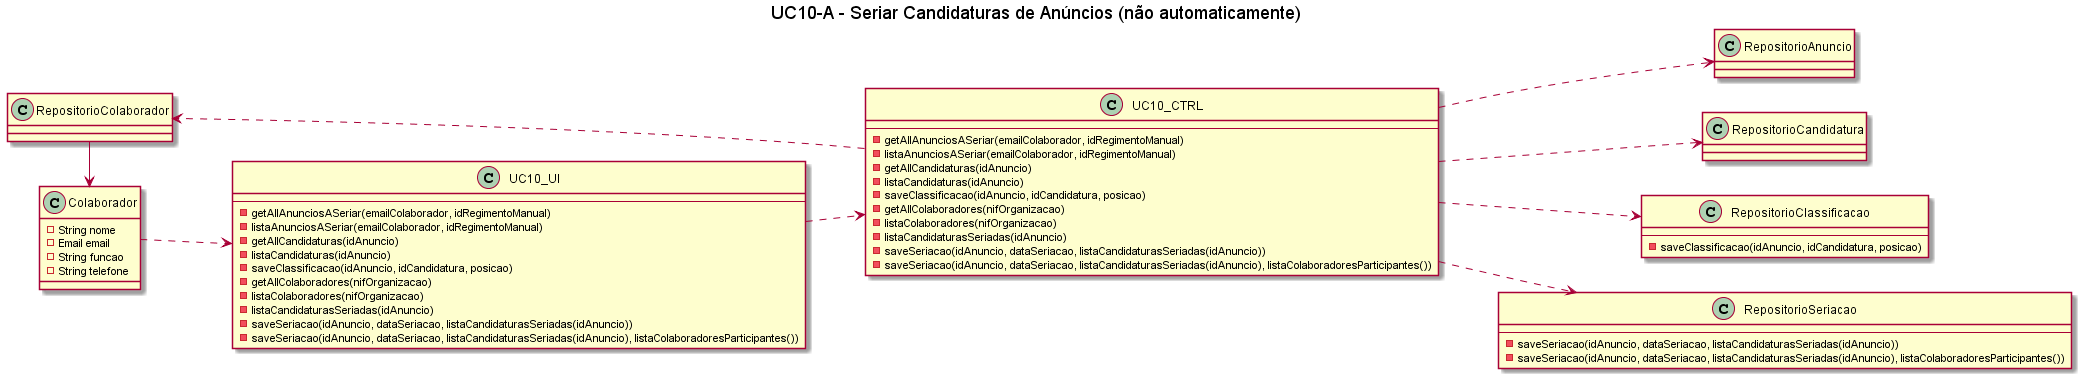 UC10-A - Seriar Candidaturas de Anúncios (não automaticamente)
C RepositorioColaborador
C Colaborador
String nome
Email email
String funcao
String telefone
C UC10_UI
getAllAnunciosASeriar(emailColaborador, idRegimentoManual)
listaAnunciosASeriar(emailColaborador, idRegimentoManual)
getAllCandidaturas(idAnuncio)
listaCandidaturas(idAnuncio)
saveClassificacao(idAnuncio, idCandidatura, posicao)
getAllColaboradores(nifOrganizacao)
listaColaboradores(nifOrganizacao)
listaCandidaturasSeriadas(idAnuncio)
saveSeriacao(idAnuncio, dataSeriacao, listaCandidaturasSeriadas(idAnuncio))
saveSeriacao(idAnuncio, dataSeriacao, listaCandidaturasSeriadas(idAnuncio), listaColaboradoresParticipantes())
C UC10_CTRL
getAllAnunciosASeriar(emailColaborador, idRegimentoManual)
listaAnunciosASeriar(emailColaborador, idRegimentoManual)
getAllCandidaturas(idAnuncio)
listaCandidaturas(idAnuncio)
saveClassificacao(idAnuncio, idCandidatura, posicao)
getAllColaboradores(nifOrganizacao)
listaColaboradores(nifOrganizacao)
listaCandidaturasSeriadas(idAnuncio)
saveSeriacao(idAnuncio, dataSeriacao, listaCandidaturasSeriadas(idAnuncio))
saveSeriacao(idAnuncio, dataSeriacao, listaCandidaturasSeriadas(idAnuncio), listaColaboradoresParticipantes())
C RepositorioAnuncio
C RepositorioCandidatura
C RepositorioClassificacao
saveClassificacao(idAnuncio, idCandidatura, posicao)
C RepositorioSeriacao
saveSeriacao(idAnuncio, dataSeriacao, listaCandidaturasSeriadas(idAnuncio))
saveSeriacao(idAnuncio, dataSeriacao, listaCandidaturasSeriadas(idAnuncio), listaColaboradoresParticipantes())